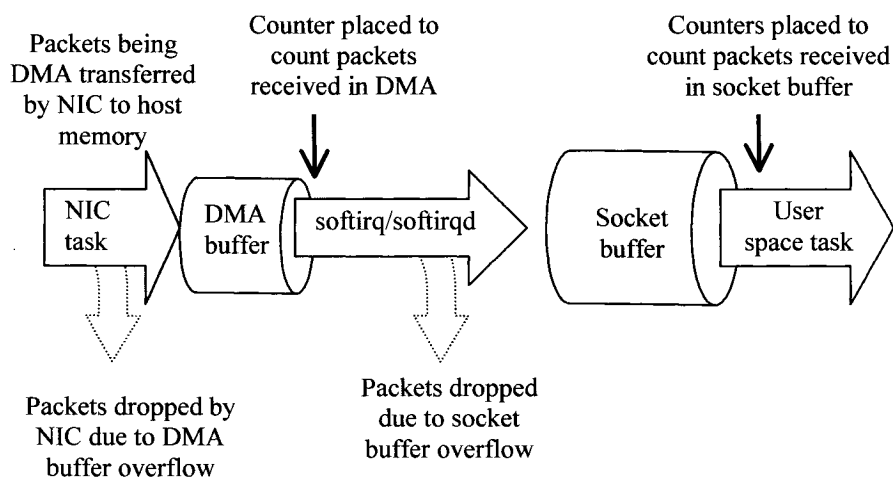 Packets being
DMA transferred
by NIC to host
memory
Counter placed to
count packets
received in DMA
Counters placed to
count packets received
in socket buffer
NIC
task
DMA
buffer
softirq/softirqd
Socket
buffer
User
space task
Packets dropped by
NIC due to DMA
buffer overflow
Packets dropped
due to socket
buffer overflow